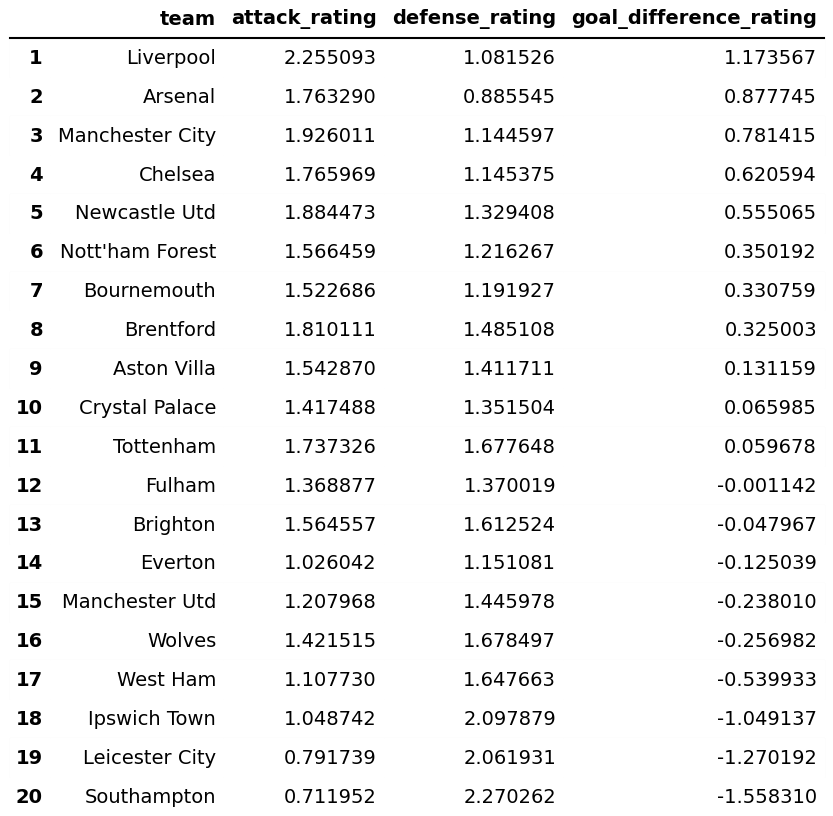 team attack_rating defense_rating goal_difference_rating
1 Liverpool 2.255093 1.081526 1.173567
2 Arsenal 1.763290 0.885545 0.877745
3 Manchester City 1.926011 1.144597 0.781415
4 Chelsea 1.765969 1.145375 0.620594
5 Newcastle Utd 1.884473 1.329408 0.555065
6 Nott'ham Forest 1.566459 1.216267 0.350192
7 Bournemouth 1.522686 1.191927 0.330759
8 Brentford 1.810111 1.485108 0.325003
9 Aston Villa 1.542870 1.411711 0.131159
10 Crystal Palace 1.417488 1.351504 0.065985
11 Tottenham 1.737326 1.677648 0.059678
12 Fulham 1.368877 1.370019 -0.001142
13 Brighton 1.564557 1.612524 -0.047967
14 Everton 1.026042 1.151081 -0.125039
15 Manchester Utd 1.207968 1.445978 -0.238010
16 Wolves 1.421515 1.678497 -0.256982
17 West Ham 1.107730 1.647663 -0.539933
18 Ipswich Town 1.048742 2.097879 -1.049137
19 Leicester City 0.791739 2.061931 -1.270192
20 Southampton 0.711952 2.270262 -1.558310